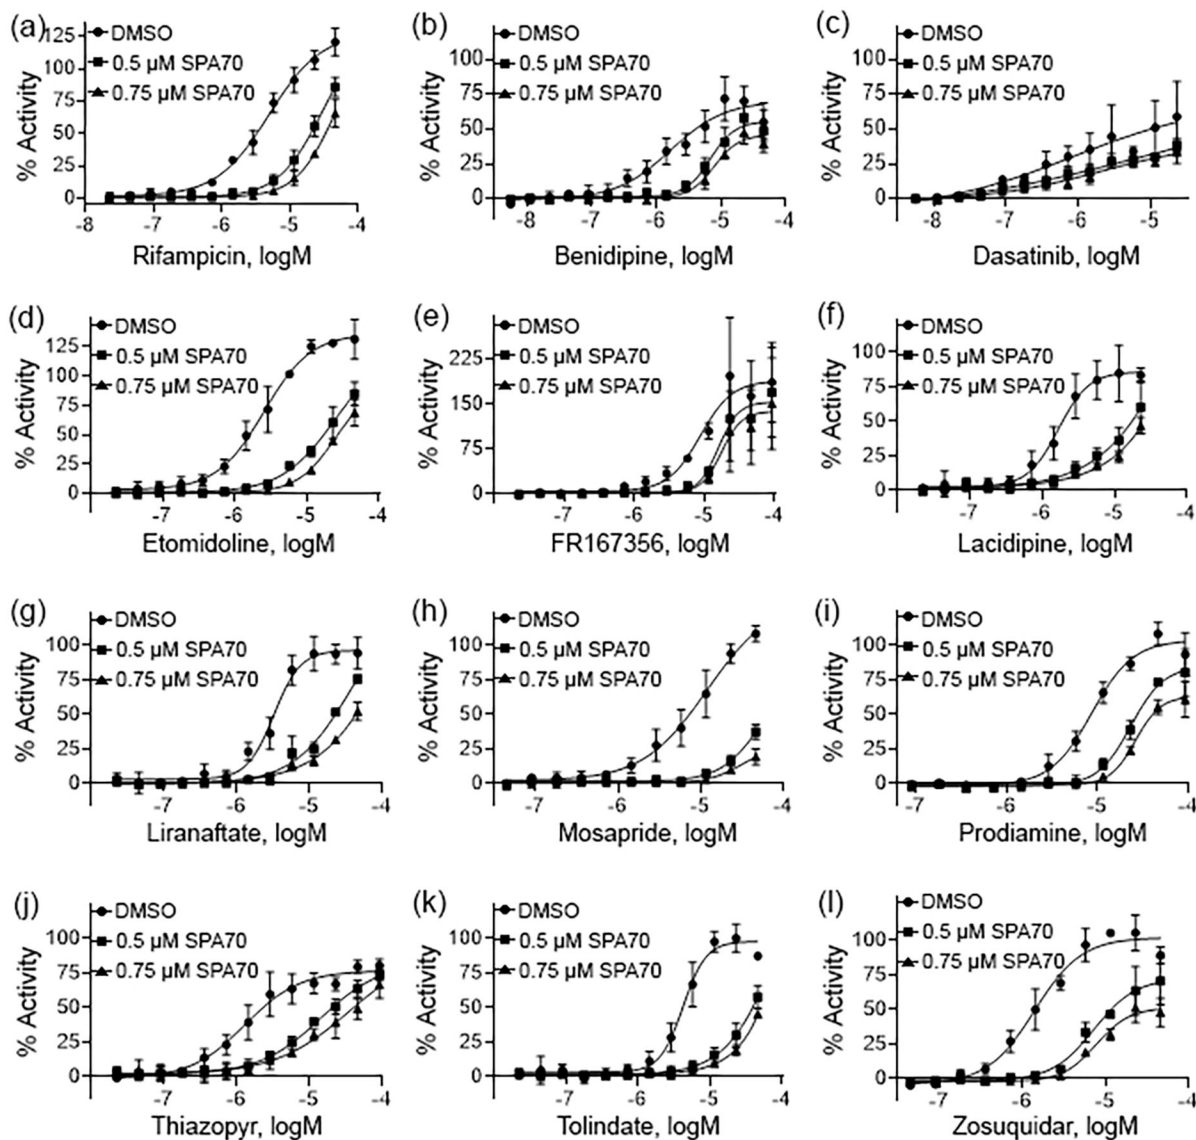 (a)
DMSO
0.5 µM SPA70
0.75 µM SPA70
% Activity
125
100
75
50
25
0
-8 -7 -6 -5 -4
Rifampicin, logM
(b)
DMSO
0.5 µM SPA70
0.75 µM SPA70
% Activity
100
75
50
25
0
-8 -7 -6 -5 -4
Benidipine, logM
(c)
DMSO
0.5 µM SPA70
0.75 µM SPA70
% Activity
100
75
50
25
0
-8 -7 -6 -5
Dasatinib, logM
(d)
DMSO
0.5 µM SPA70
0.75 µM SPA70
% Activity
125
100
75
50
25
0
-7 -6 -5 -4
Etomidoline, logM
(e)
DMSO
0.5 µM SPA70
0.75 µM SPA70
% Activity
225
150
75
0
-7 -6 -5 -4
FR167356, logM
(f)
DMSO
0.5 µM SPA70
0.75 µM SPA70
% Activity
100
75
50
25
0
-7 -6 -5 -4
Lacidipine, logM
(g)
DMSO
0.5 µM SPA70
0.75 µM SPA70
% Activity
100
75
50
25
0
-7 -6 -5 -4
Liranaftate, logM
(h)
DMSO
0.5 µM SPA70
0.75 µM SPA70
% Activity
100
75
50
25
0
-7 -6 -5 -4
Mosapride, logM
(i)
DMSO
0.5 µM SPA70
0.75 µM SPA70
% Activity
100
75
50
25
0
-7 -6 -5 -4
Prodiamine, logM
(j)
DMSO
0.5 µM SPA70
0.75 µM SPA70
% Activity
100
75
50
25
0
-7 -6 -5 -4
Thiazopyr, logM
(k)
DMSO
0.5 µM SPA70
0.75 µM SPA70
% Activity
100
75
50
25
0
-7 -6 -5 -4
Tolindate, logM
(l)
DMSO
0.5 µM SPA70
0.75 µM SPA70
% Activity
100
75
50
25
0
-7 -6 -5 -4
Zosuquidar, logM